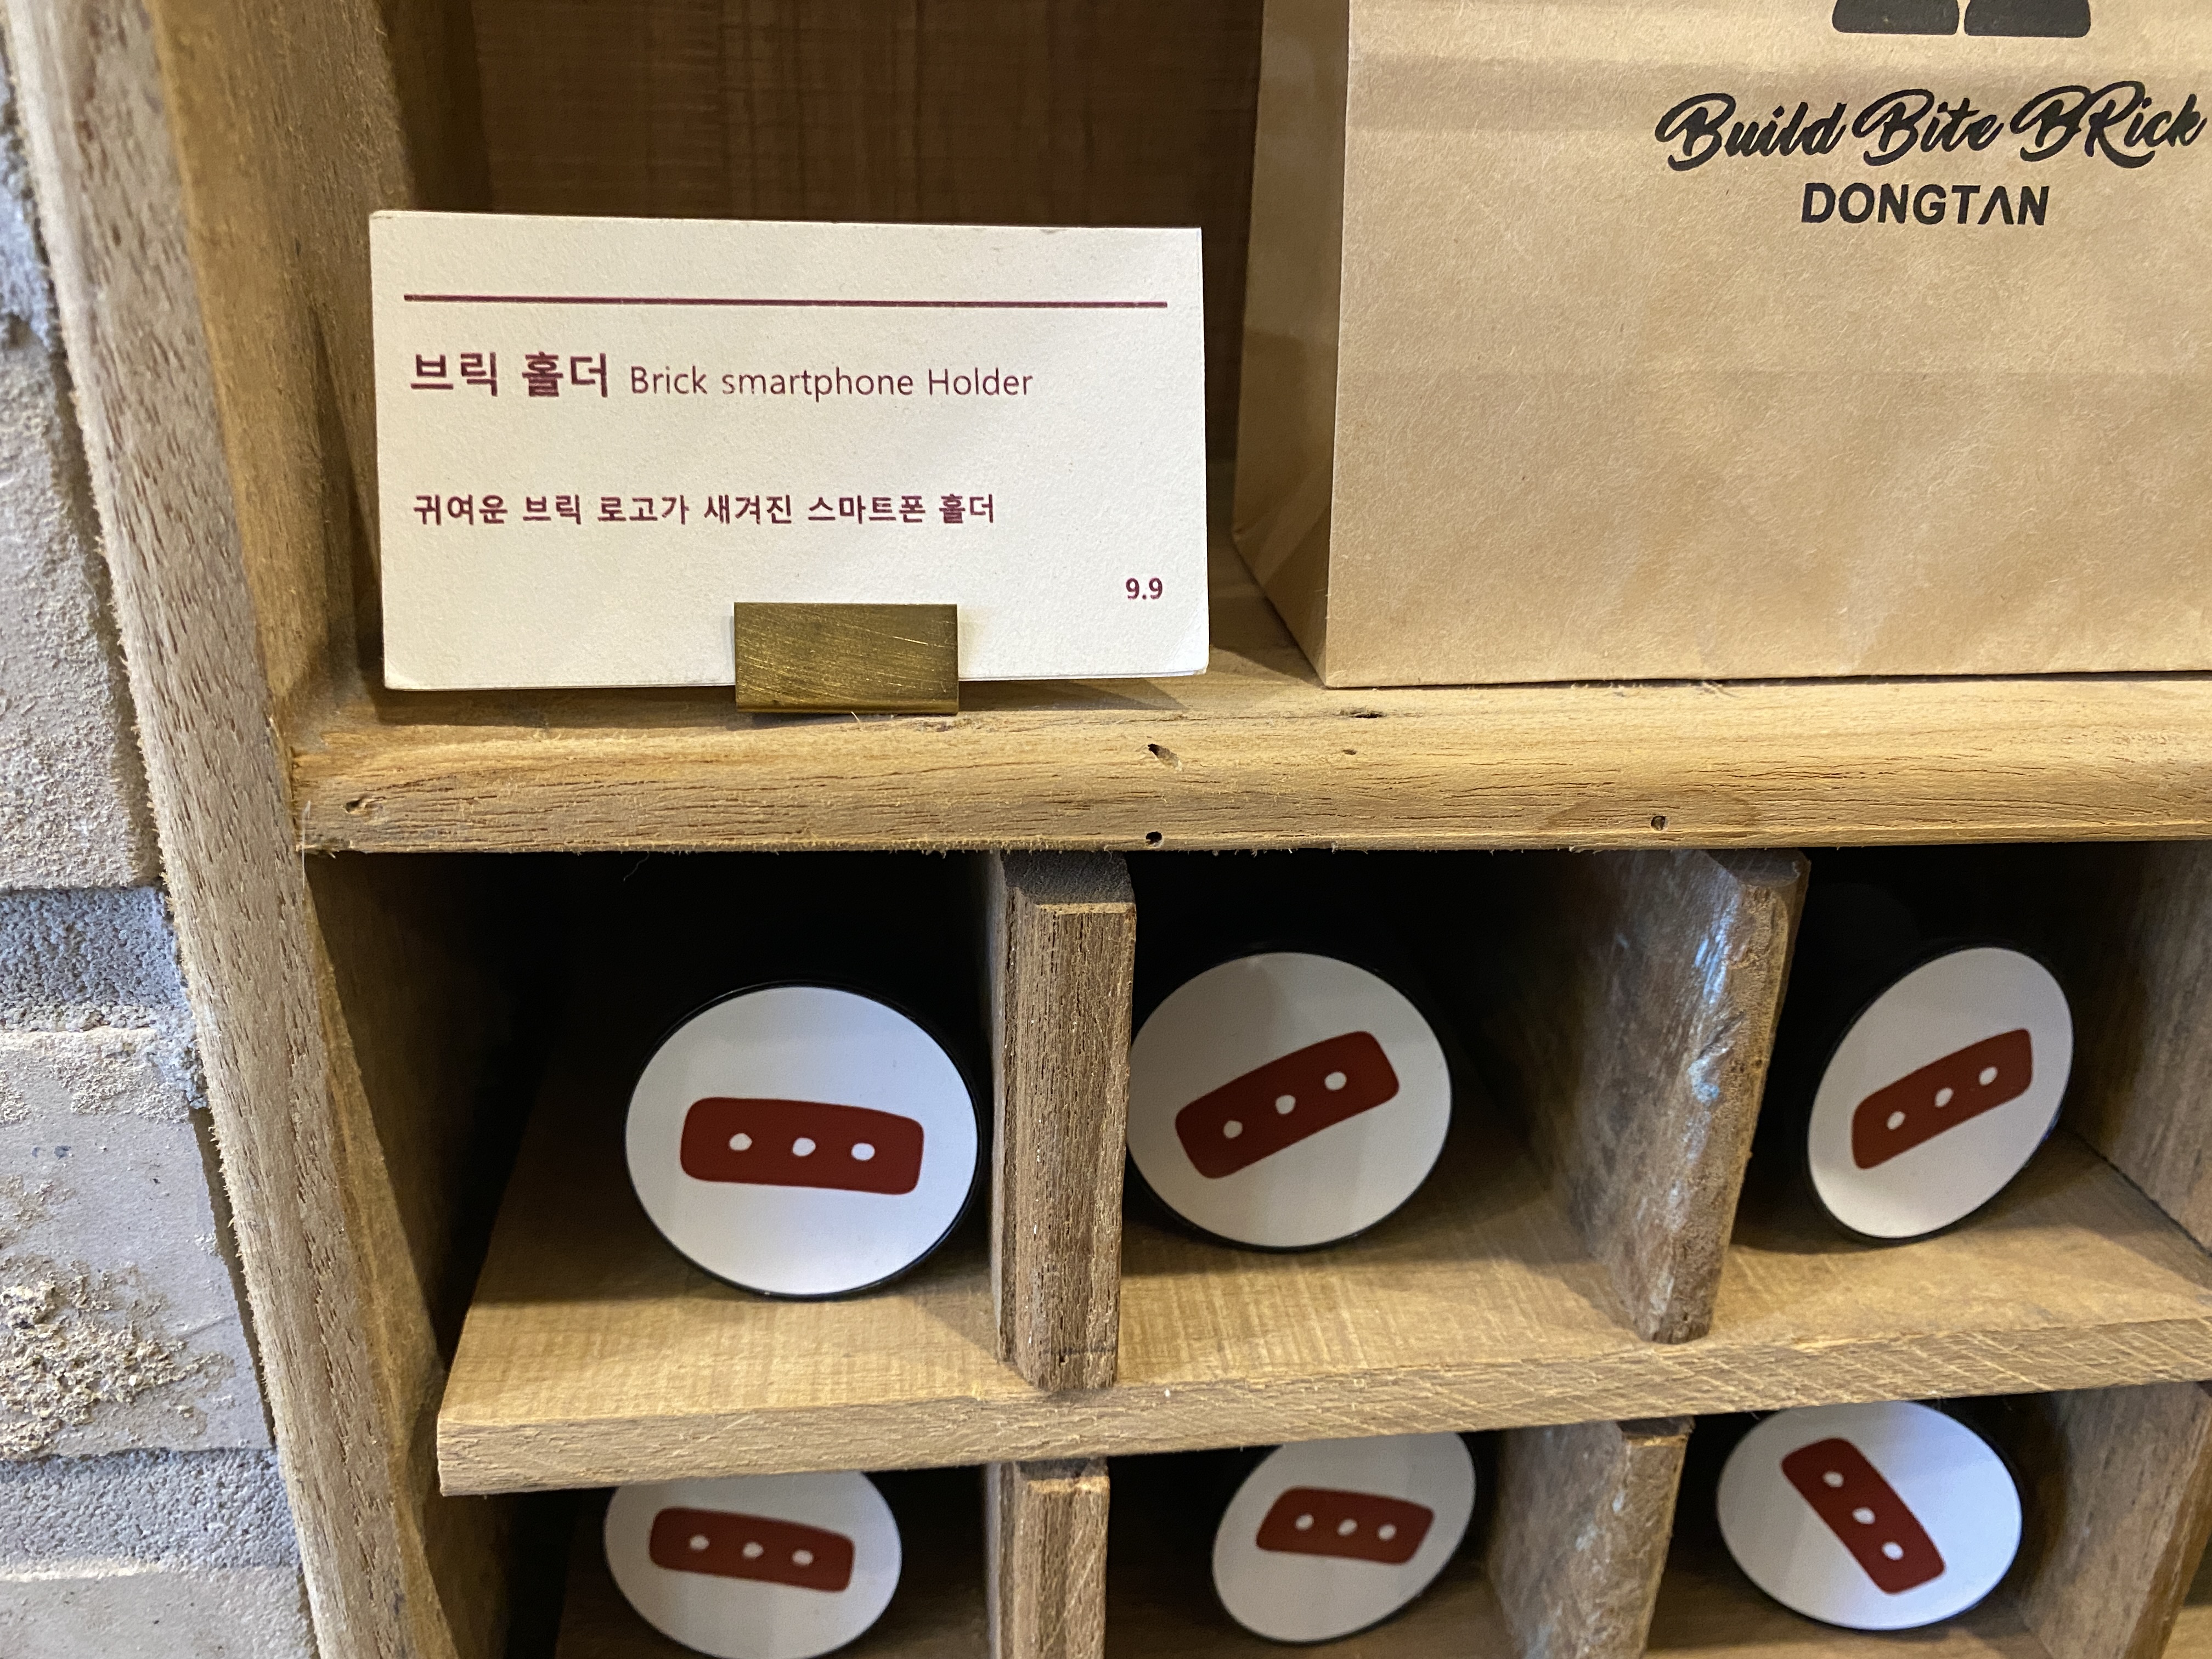 브릭 홀더 Brick smartphone Holder
귀여운 브릭 로고가 새겨진 스마트폰 홀더
9.9
Build Bite BRick
DONGTAN